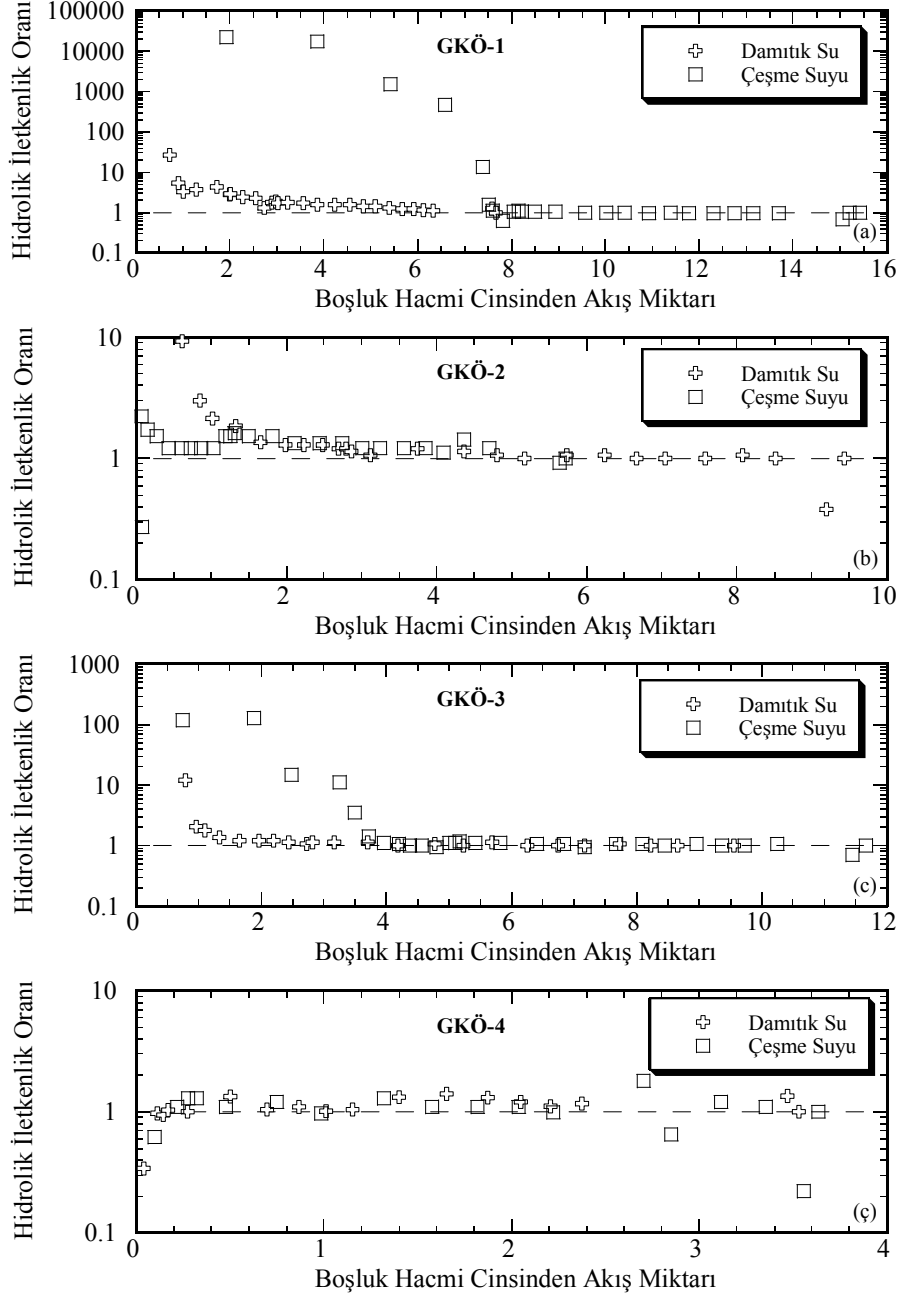 100000
10000
1000
100
10
1
0.1
Hidrolik İletkenlik Oranı
GKÖ-1
Damıtık Su
Çeşme Suyu
(a)
0 2 4 6 8 10 12 14 16
Boşluk Hacmi Cinsinden Akış Miktarı
10
1
0.1
Hidrolik İletkenlik Oranı
GKÖ-2
Damıtık Su
Çeşme Suyu
(b)
0 2 4 6 8 10
Boşluk Hacmi Cinsinden Akış Miktarı
1000
100
10
1
0.1
Hidrolik İletkenlik Oranı
GKÖ-3
Damıtık Su
Çeşme Suyu
(c)
0 2 4 6 8 10 12
Boşluk Hacmi Cinsinden Akış Miktarı
10
1
0.1
Hidrolik İletkenlik Oranı
GKÖ-4
Damıtık Su
Çeşme Suyu
(ç)
0 1 2 3 4
Boşluk Hacmi Cinsinden Akış Miktarı